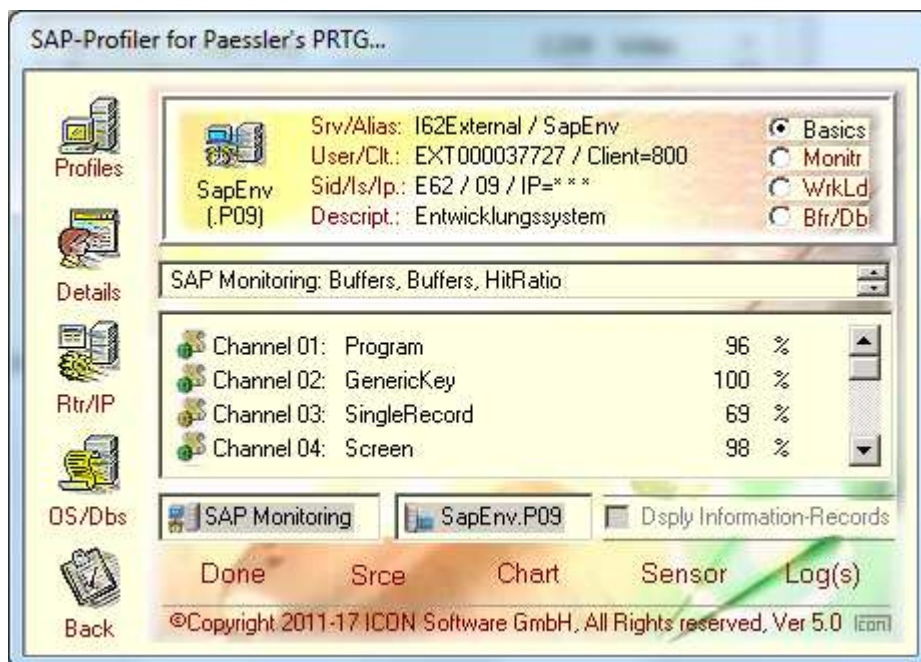 SAP-Profiler for Paessler's PRTG...
Profiles
Details
Rtr/IP
OS/Dbs
Back
SapEnv
(.P09)
Srv/Alias: I62External / SapEnv
User/Clt.: EXT000037727 / Client=800
Sid/Is/Ip.: E62 / 09 / IP=* * *
Descript.: Entwicklungssystem
Basics
Monitr
WrkLd
Bfr/Db
SAP Monitoring: Buffers, Buffers, HitRatio
Channel 01: Program 96 %
Channel 02: GenericKey 100 %
Channel 03: SingleRecord 69 %
Channel 04: Screen 98 %
SAP Monitoring
SapEnv.P09
Dsply Information-Records
Done Srce Chart Sensor Log(s)
©Copyright 2011-17 ICON Software GmbH, All Rights reserved, Ver 5.0 Icon